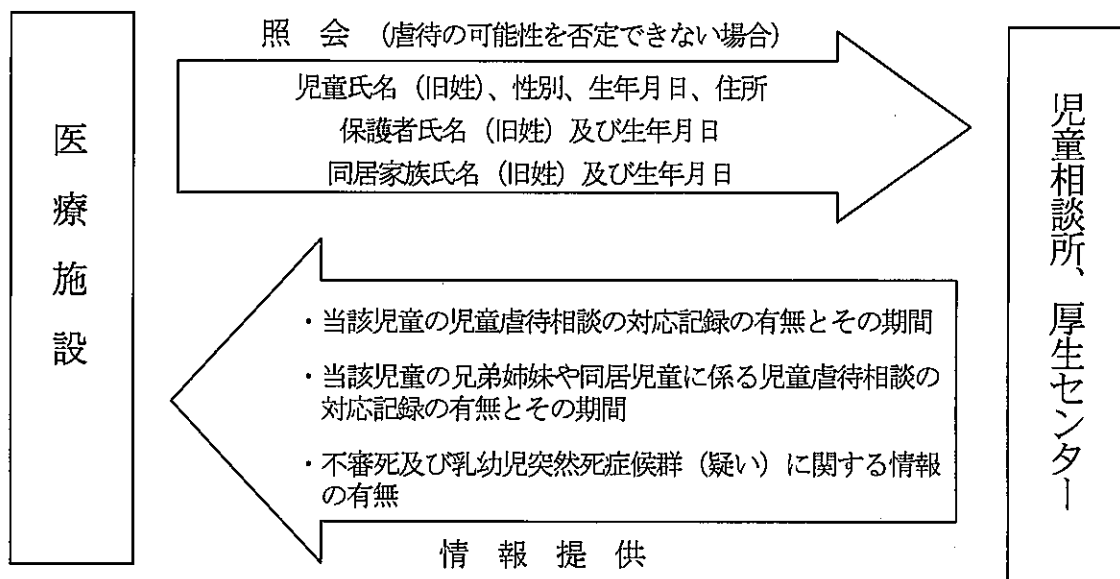 医療施設
照 会 （虐待の可能性を否定できない場合）
児童氏名（旧姓）、性別、生年月日、住所
保護者氏名（旧姓）及び生年月日
同居家族氏名（旧姓）及び生年月日
・当該児童の児童虐待相談の対応記録の有無とその期間
・当該児童の兄弟姉妹や同居児童に係る児童虐待相談の
対応記録の有無とその期間
・不審死及び乳幼児突然死症候群（疑い）に関する情報
の有無
情 報 提 供
児童相談所、厚生センター